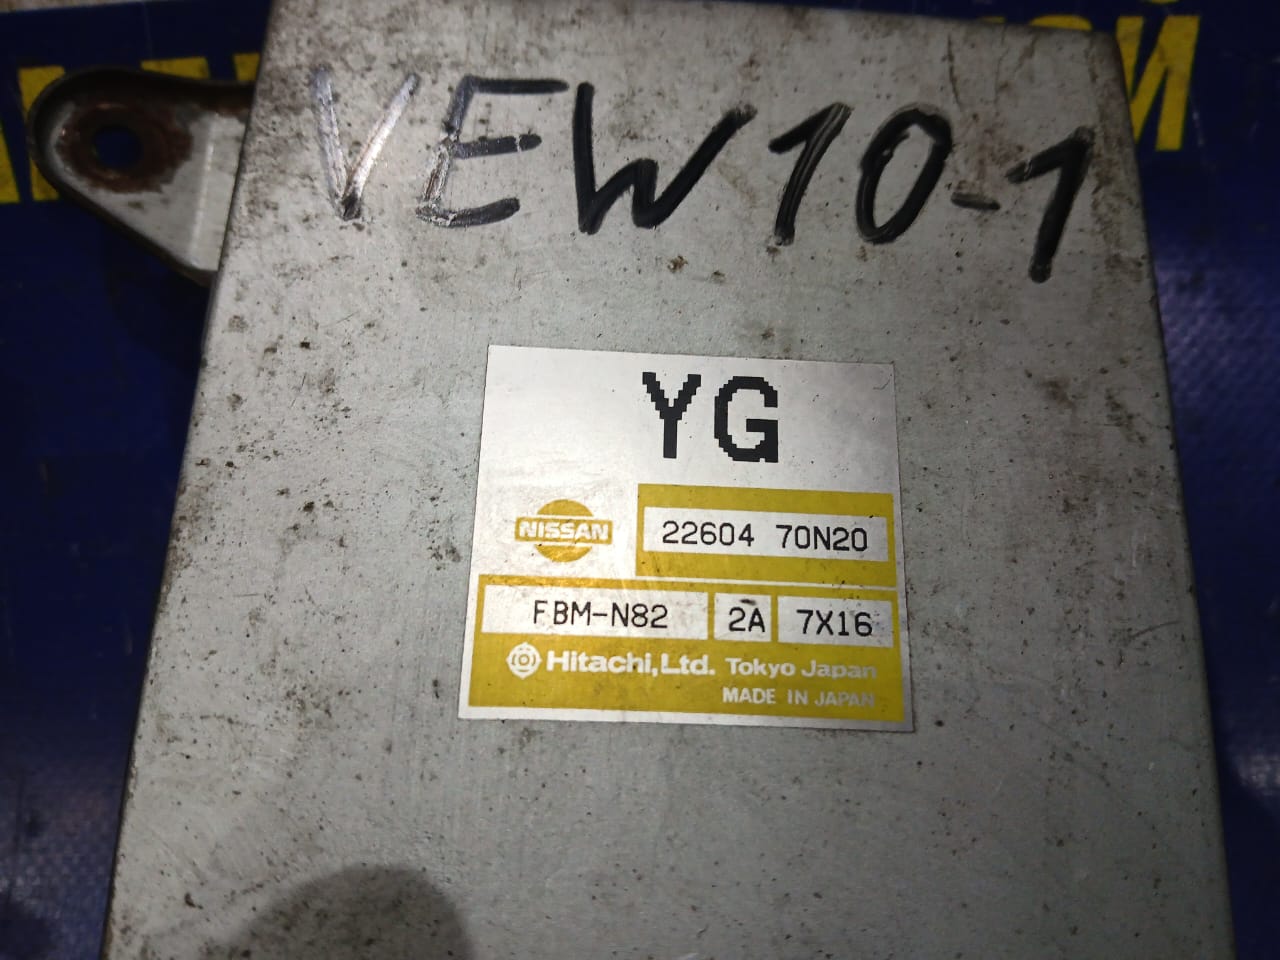 VEW10-1
YG
NISSAN
22604 70N20
FBM-N82 2A 7X16
Hitachi, Ltd. Tokyo Japan
MADE IN JAPAN